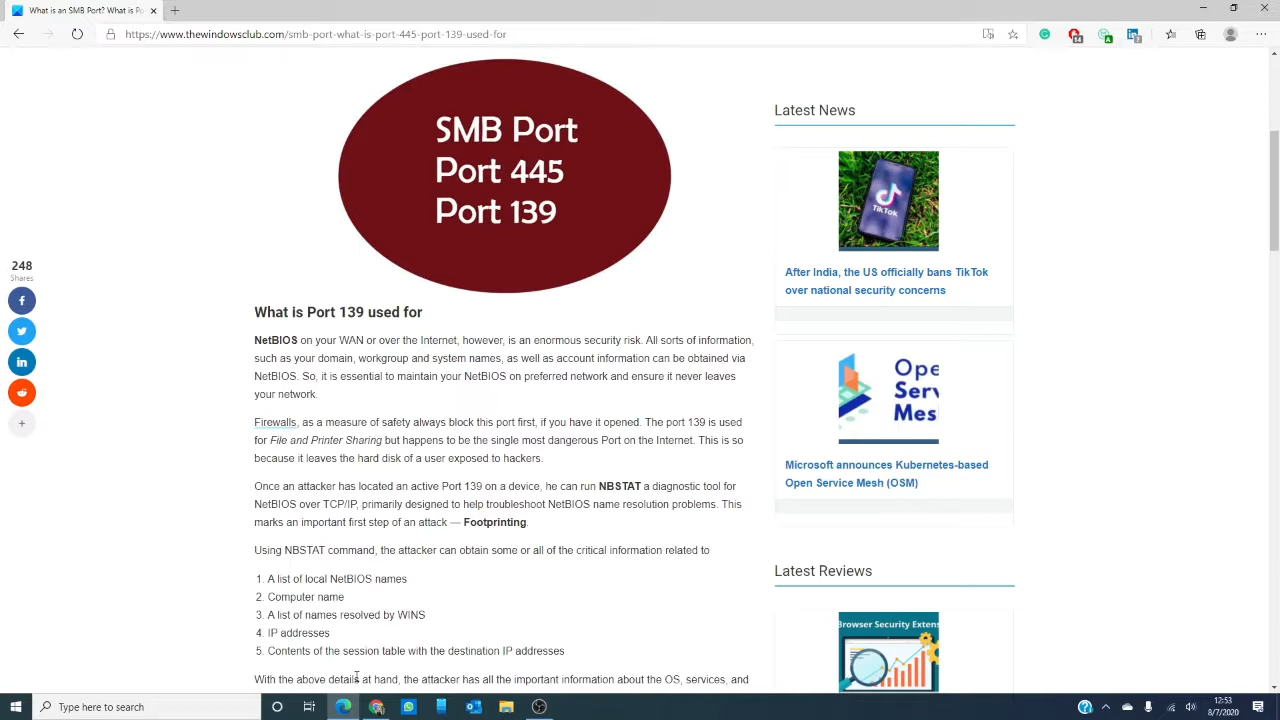 What is an SMB Port? What is Po
https://www.thewindowsclub.com/smb-port-what-is-port-445-port-139-used-for
SMB Port
Port 445
Port 139
248
Shares
What is Port 139 used for
NetBIOS on your WAN or over the Internet, however, is an enormous security risk. All sorts of information,
such as your domain, workgroup and system names, as well as account information can be obtained via
NetBIOS. So, it is essential to maintain your NetBIOS on preferred network and ensure it never leaves
your network.
Firewalls, as a measure of safety always block this port first, if you have it opened. The port 139 is used
for File and Printer Sharing but happens to be the single most dangerous Port on the Internet. This is so
because it leaves the hard disk of a user exposed to hackers.
Once an attacker has located an active Port 139 on a device, he can run NBSTAT a diagnostic tool for
NetBIOS over TCP/IP, primarily designed to help troubleshoot NetBIOS name resolution problems. This
marks an important first step of an attack — Footprinting.
Using NBSTAT command, the attacker can obtain some or all of the critical information related to
1. A list of local NetBIOS names
2. Computer name
3. A list of names resolved by WINS
4. IP addresses
5. Contents of the session table with the destination IP addresses
With the above details at hand, the attacker has all the important information about the OS, services, and
Latest News
TikTok
After India, the US officially bans TikTok
over national security concerns
Ope
Serv
Mes
Microsoft announces Kubernetes-based
Open Service Mesh (OSM)
Latest Reviews
Browser Security Extens
Type here to search
12:53
8/7/2020